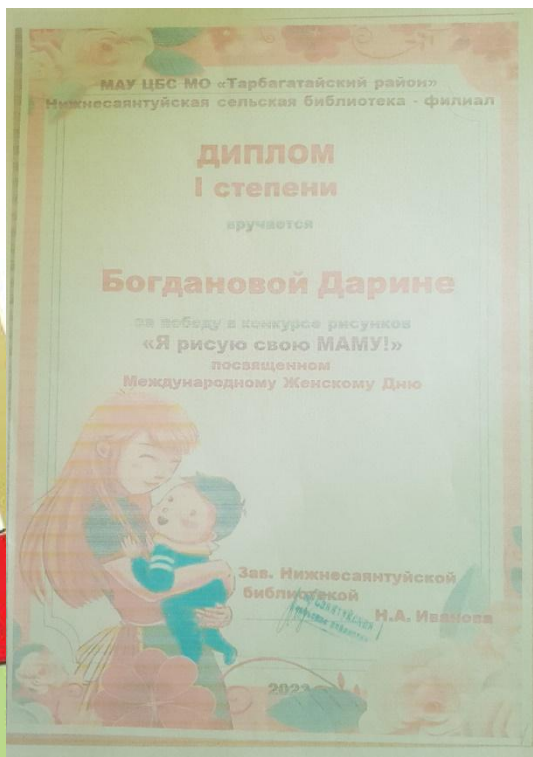 МАУ ЦБС МО «Тарбагатайский район»
Нижнесаянтуйская сельская библиотека - филиал
ДИПЛОМ
I степени
вручается
Богдановой Дарине
за победу в конкурсе рисунков
«Я рисую свою МАМУ!»
посвященном
Международному Женскому Дню
Зав. Нижнесаянтуйской
библиотекой
Н.А. Иванова